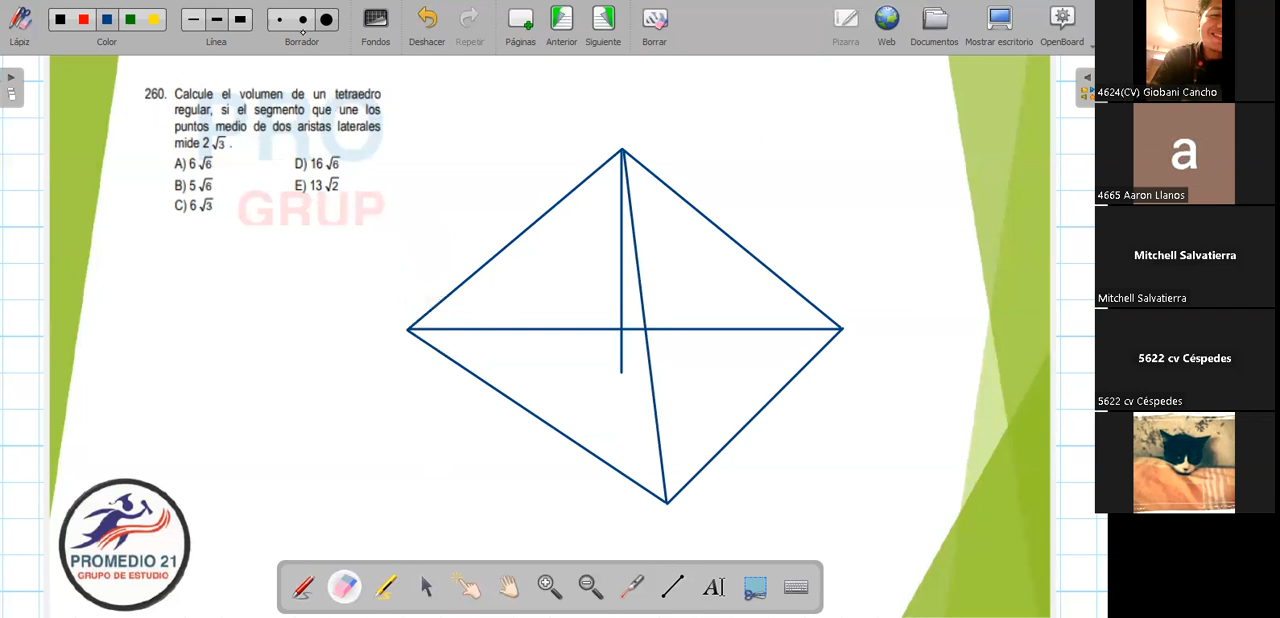 Lápiz
Color
Línea
Borrador
Fondos
Deshacer
Repetir
Páginas
Anterior
Siguiente
Borrar
Pizarra
Web
Documentos
Mostrar escritorio
OpenBoard
260. Calcule el volumen de un tetraedro
regular, si el segmento que une los
puntos medio de dos aristas laterales
mide 2 √3 .
A) 6 √6 D) 16 √6
B) 5 √6 E) 13 √2
C) 6 √3
PRO
GRUP
PROMEDIO 21
GRUPO DE ESTUDIO
AI
4624(CV) Giobani Cancho
a
4665 Aaron Llanos
Mitchell Salvatierra
Mitchell Salvatierra
5622 cv Céspedes
5622 cv Céspedes